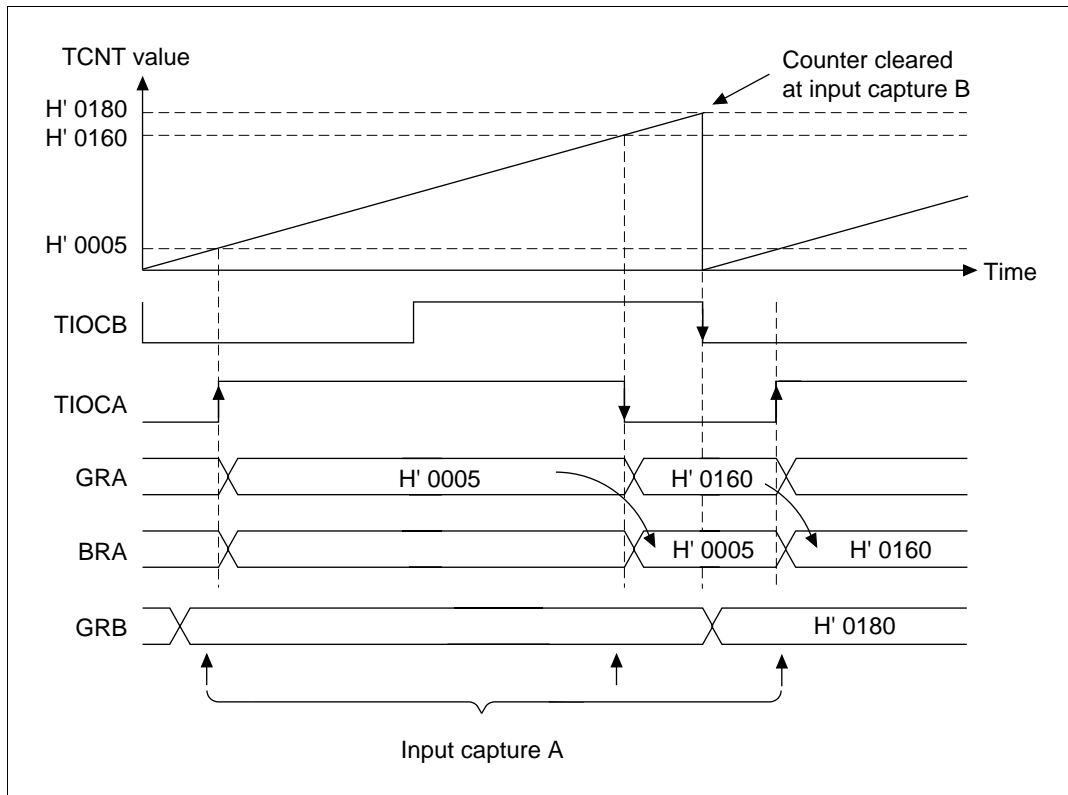 TCNT value
Counter cleared
at input capture B
H' 0180
H' 0160
H' 0005
Time
TIOCB
TIOCA
GRA
H' 0005
H' 0160
BRA
H' 0005
H' 0160
GRB
H' 0180
Input capture A